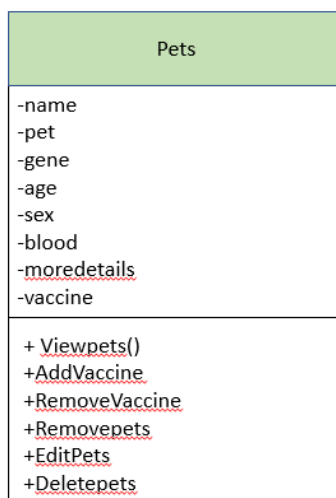 Pets
-name
-pet
-gene
-age
-sex
-blood
-moredetails
-vaccine
+ Viewpets()
+AddVaccine
+RemoveVaccine
+Removepets
+EditPets
+Deletepets